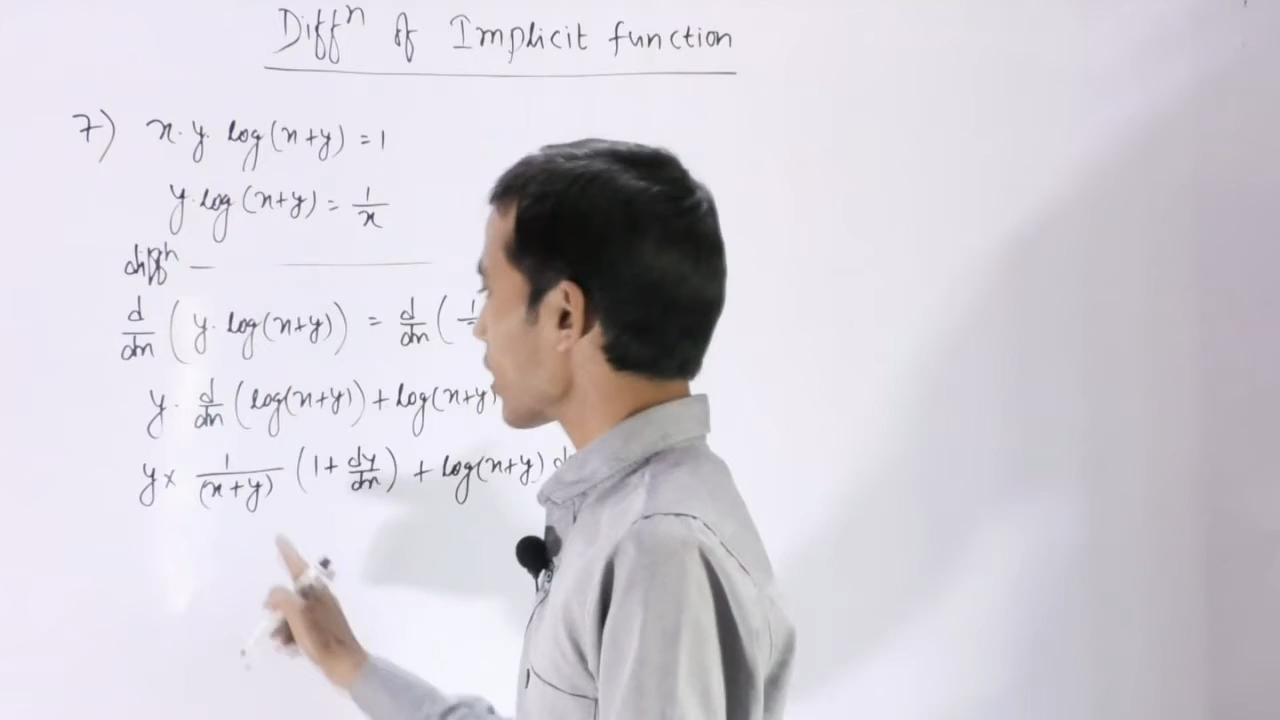 Diffⁿ of Implicit function
7) x.y. log(x+y) = 1
y.log(x+y) = 1/x
diffⁿ —
d/dx (y. log(x+y)) = d/dx (1
y. d/dx (log(x+y)) + log(x+y)
y × 1/(x+y) (1 + dy/dx) + log(x+y) d